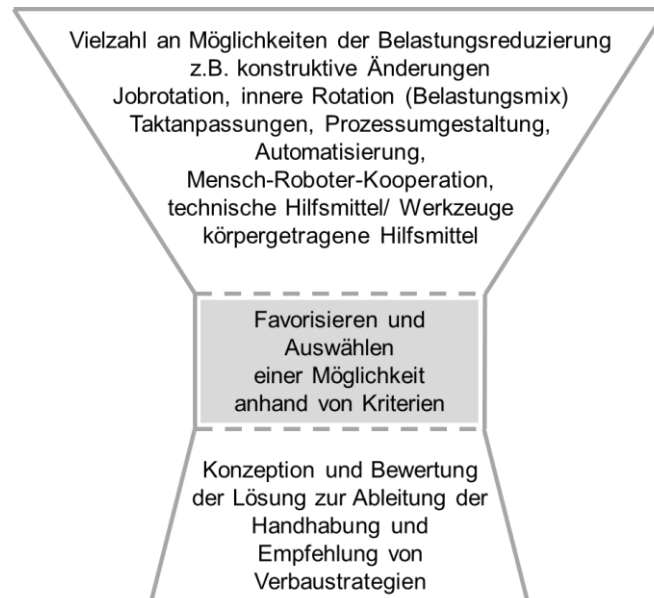 Vielzahl an Möglichkeiten der Belastungsreduzierung
z.B. konstruktive Änderungen
Jobrotation, innere Rotation (Belastungsmix)
Taktanpassungen, Prozessumgestaltung,
Automatisierung,
Mensch-Roboter-Kooperation,
technische Hilfsmittel/ Werkzeuge
körpergetragene Hilfsmittel
Favorisieren und
Auswählen
einer Möglichkeit
anhand von Kriterien
Konzeption und Bewertung
der Lösung zur Ableitung der
Handhabung und
Empfehlung von
Verbaustrategien